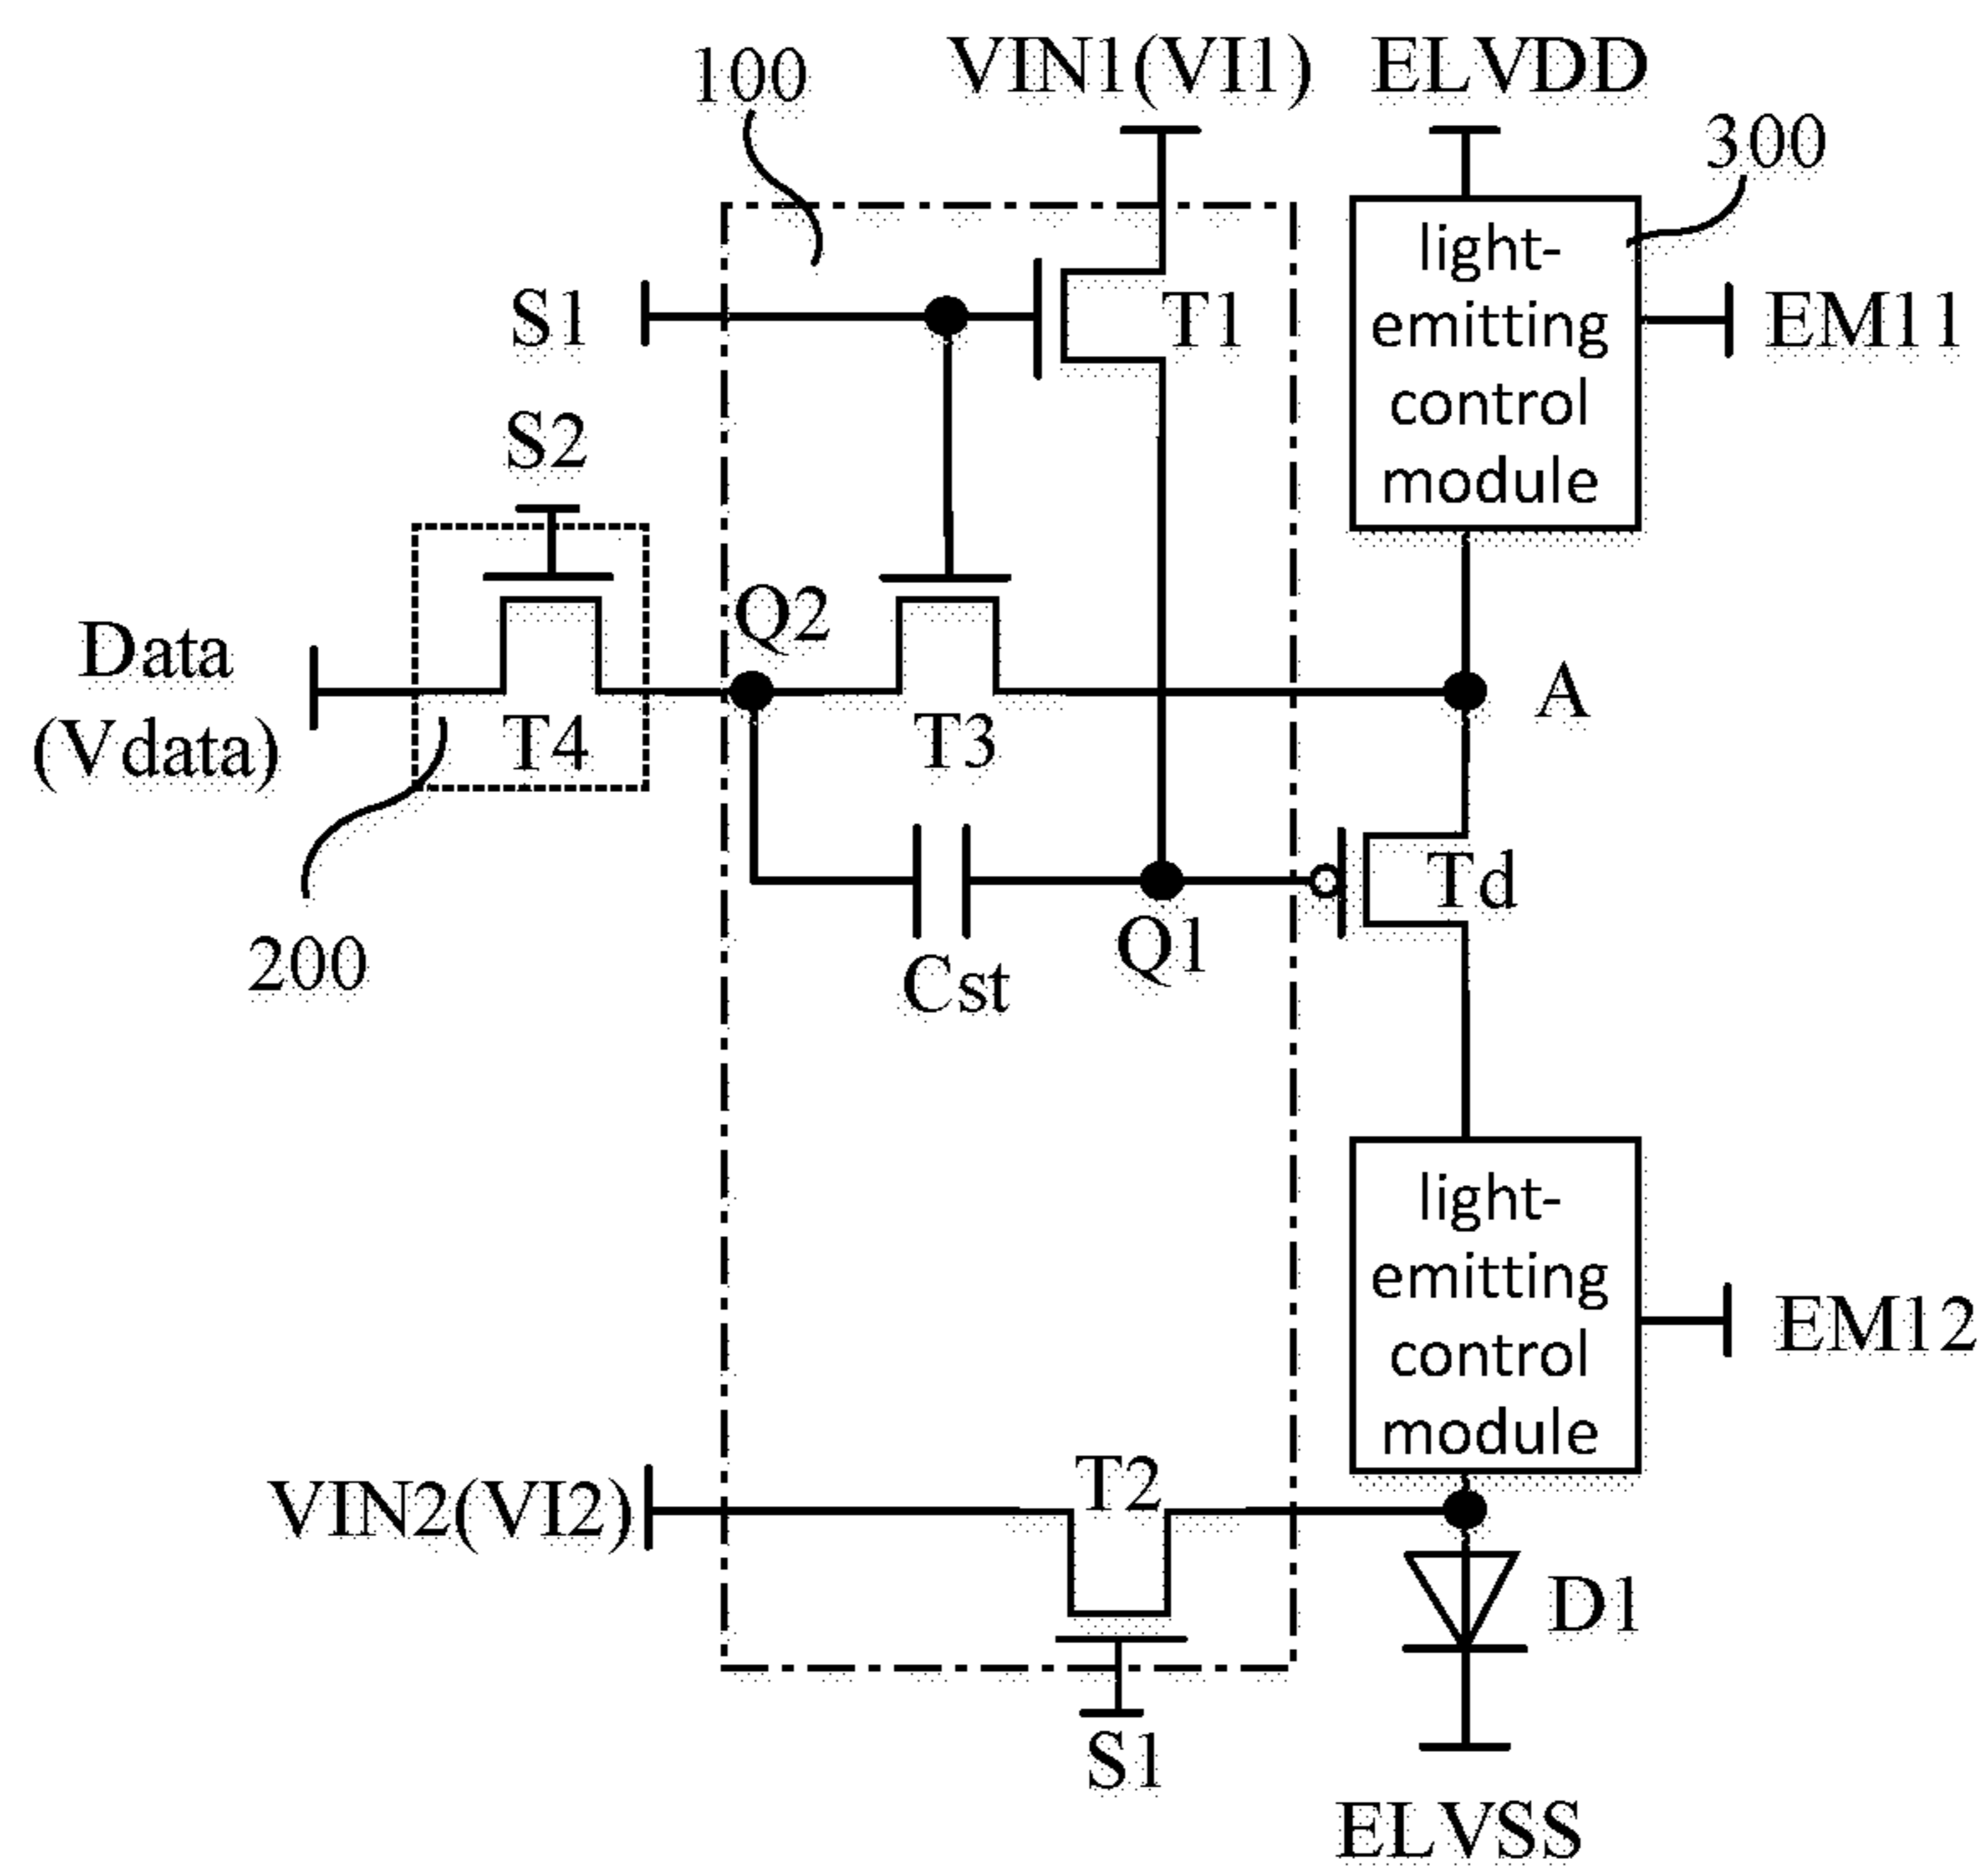 100
VIN1(VI1)
ELVDD
300
light-
emitting
control
module
S1
T1
EM11
S2
Q2
Data
(Vdata)
T4
T3
A
Td
200
Cst
Q1
light-
emitting
control
module
EM12
T2
VIN2(VI2)
D1
S1
ELVSS